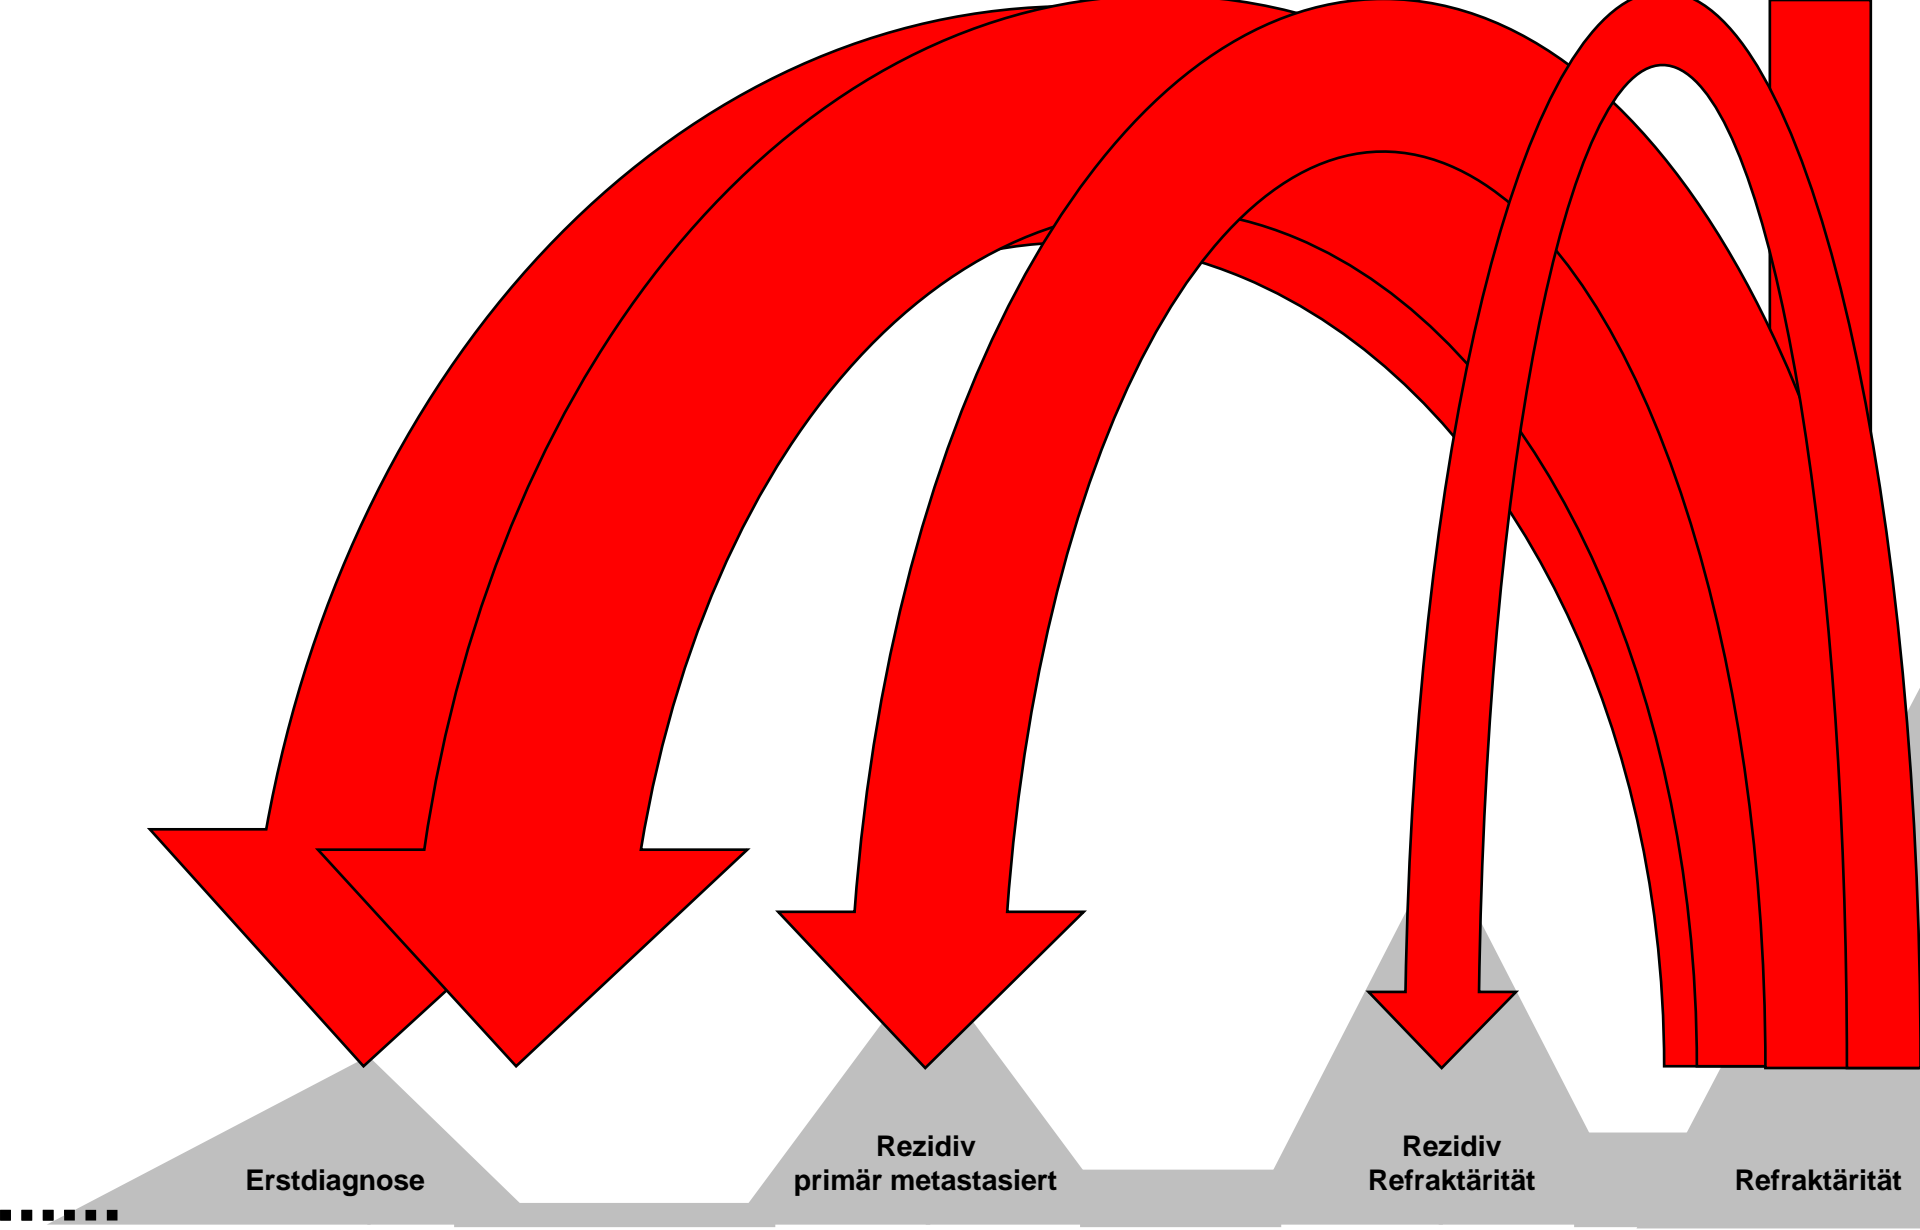 Erstdiagnose
Rezidiv
primär metastasiert
Rezidiv
Refraktärität
Refraktärität